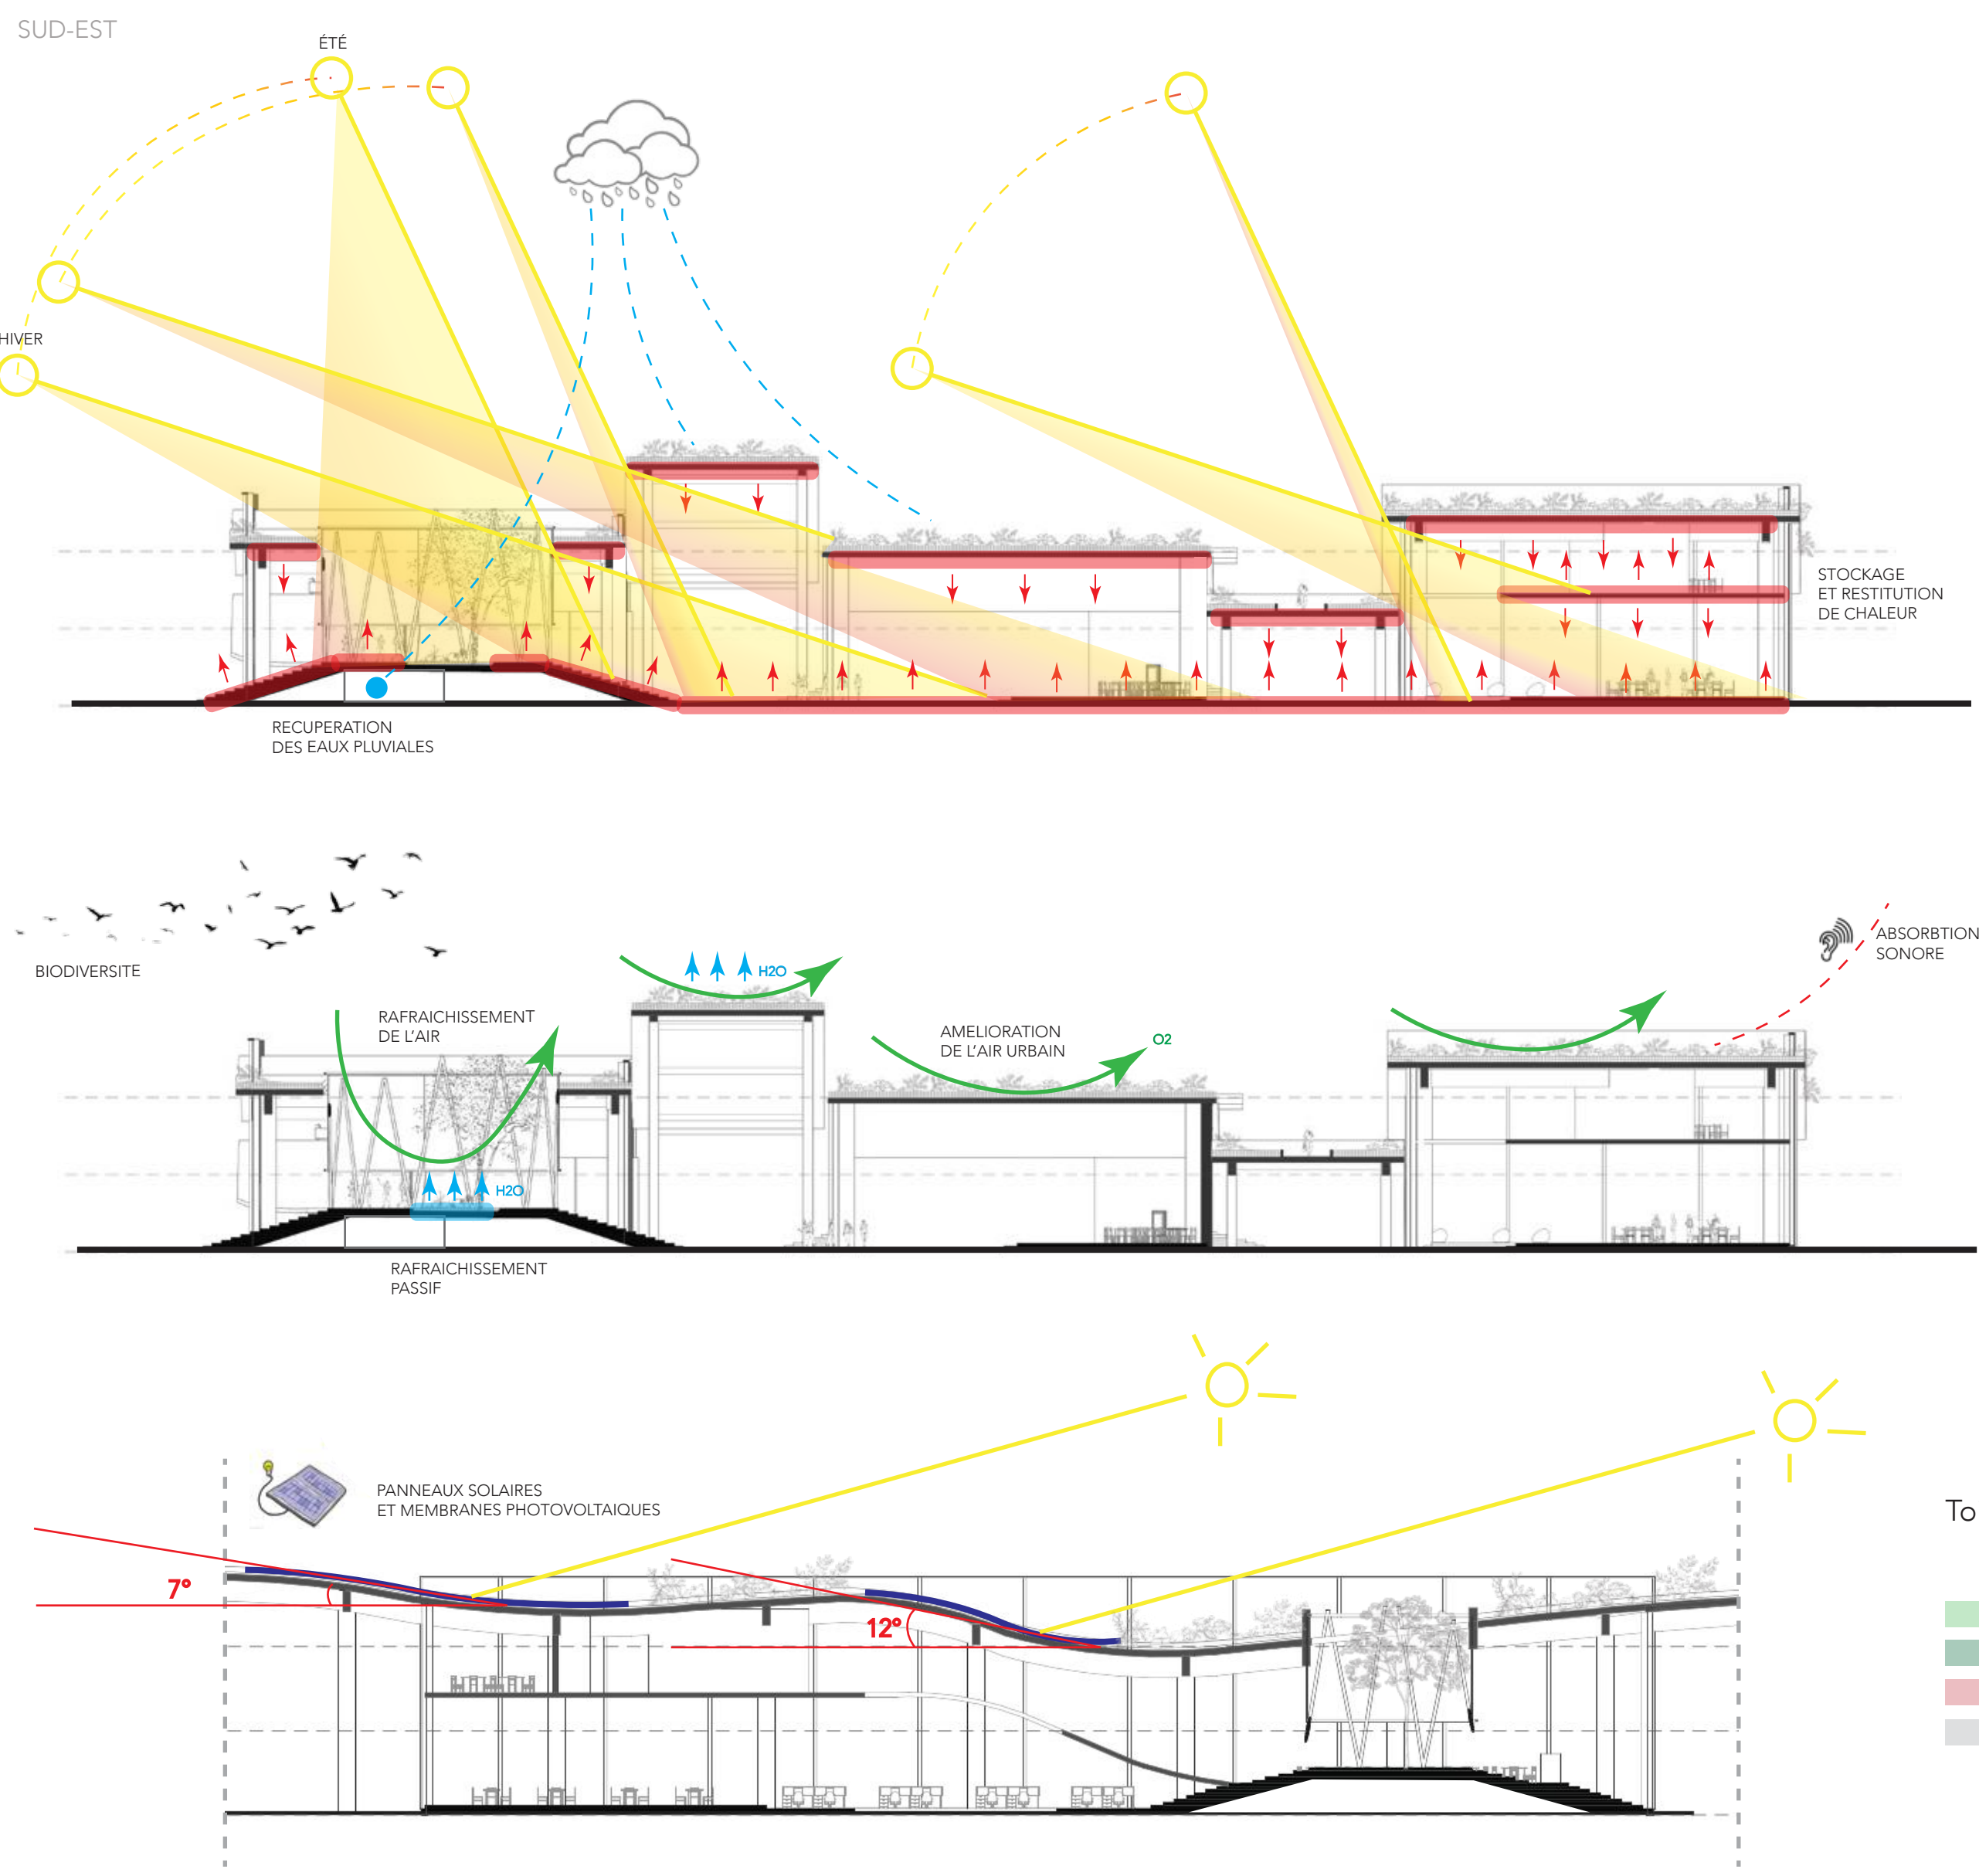 SUD-EST
ÉTÉ
HIVER
STOCKAGE
ET RESTITUTION
DE CHALEUR
RECUPERATION
DES EAUX PLUVIALES
BIODIVERSITE
H2O
ABSORBTION
SONORE
RAFRAICHISSEMENT
DE L'AIR
AMELIORATION
DE L'AIR URBAIN
O2
H2O
RAFRAICHISSEMENT
PASSIF
PANNEAUX SOLAIRES
ET MEMBRANES PHOTOVOLTAIQUES
To
7°
12°